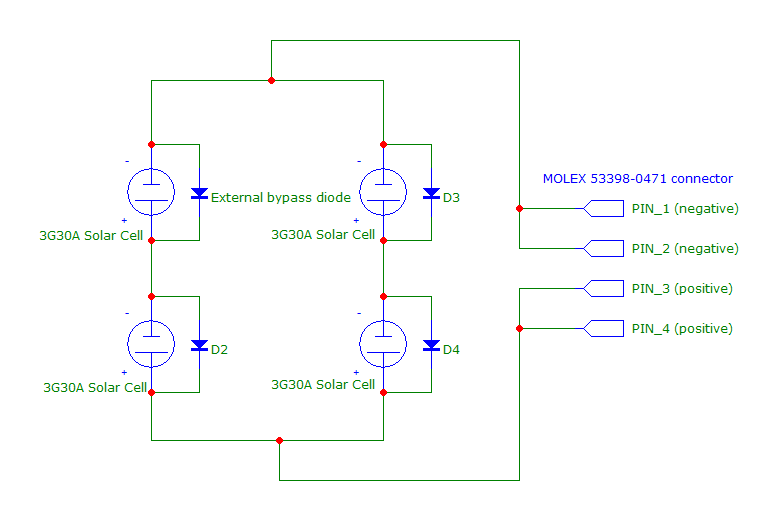 MOLEX 53398-0471 connector
-
-
External bypass diode
D3
PIN_1 (negative)
+
+
3G30A Solar Cell
3G30A Solar Cell
PIN_2 (negative)
PIN_3 (positive)
-
-
PIN_4 (positive)
D2
D4
+
+
3G30A Solar Cell
3G30A Solar Cell